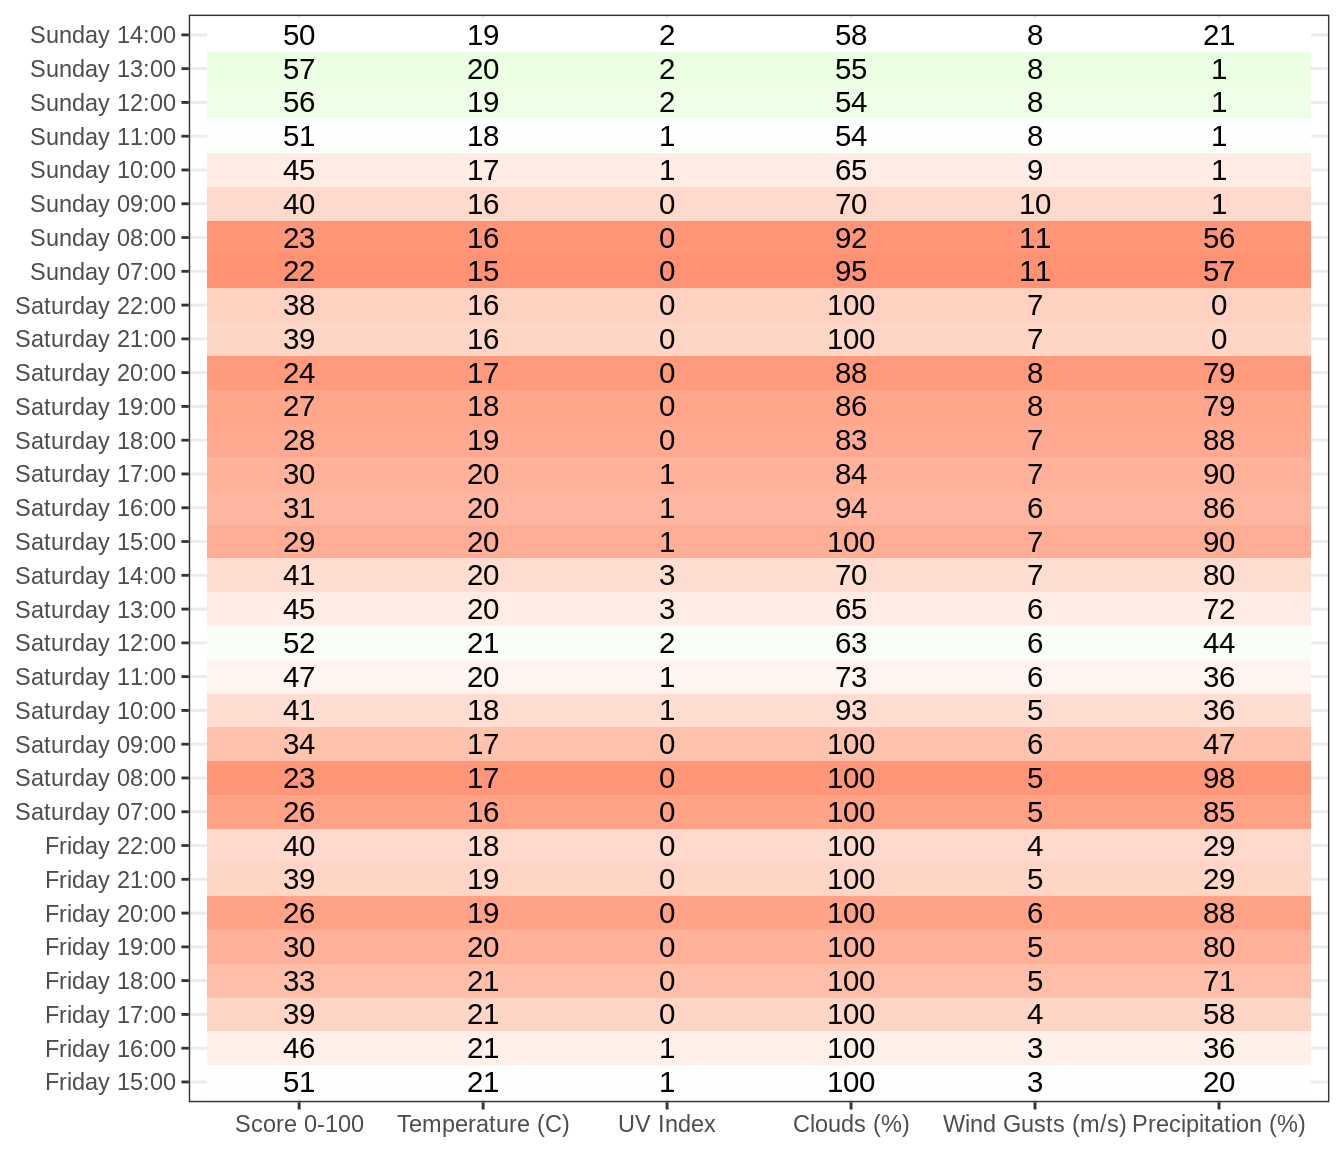 Sunday 14:00 50 19 2 58 8 21
Sunday 13:00 57 20 2 55 8 1
Sunday 12:00 56 19 2 54 8 1
Sunday 11:00 51 18 1 54 8 1
Sunday 10:00 45 17 1 65 9 1
Sunday 09:00 40 16 0 70 10 1
Sunday 08:00 23 16 0 92 11 56
Sunday 07:00 22 15 0 95 11 57
Saturday 22:00 38 16 0 100 7 0
Saturday 21:00 39 16 0 100 7 0
Saturday 20:00 24 17 0 88 8 79
Saturday 19:00 27 18 0 86 8 79
Saturday 18:00 28 19 0 83 7 88
Saturday 17:00 30 20 1 84 7 90
Saturday 16:00 31 20 1 94 6 86
Saturday 15:00 29 20 1 100 7 90
Saturday 14:00 41 20 3 70 7 80
Saturday 13:00 45 20 3 65 6 72
Saturday 12:00 52 21 2 63 6 44
Saturday 11:00 47 20 1 73 6 36
Saturday 10:00 41 18 1 93 5 36
Saturday 09:00 34 17 0 100 6 47
Saturday 08:00 23 17 0 100 5 98
Saturday 07:00 26 16 0 100 5 85
Friday 22:00 40 18 0 100 4 29
Friday 21:00 39 19 0 100 5 29
Friday 20:00 26 19 0 100 6 88
Friday 19:00 30 20 0 100 5 80
Friday 18:00 33 21 0 100 5 71
Friday 17:00 39 21 0 100 4 58
Friday 16:00 46 21 1 100 3 36
Friday 15:00 51 21 1 100 3 20
Score 0-100 Temperature (C) UV Index Clouds (%) Wind Gusts (m/s) Precipitation (%)